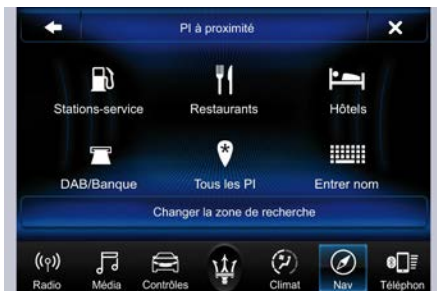 PI à proximité
Stations-service Restaurants Hôtels
DAB/Banque Tous les PI Entrer nom
Changer la zone de recherche
Radio Média Contrôles Climat Nav Téléphon